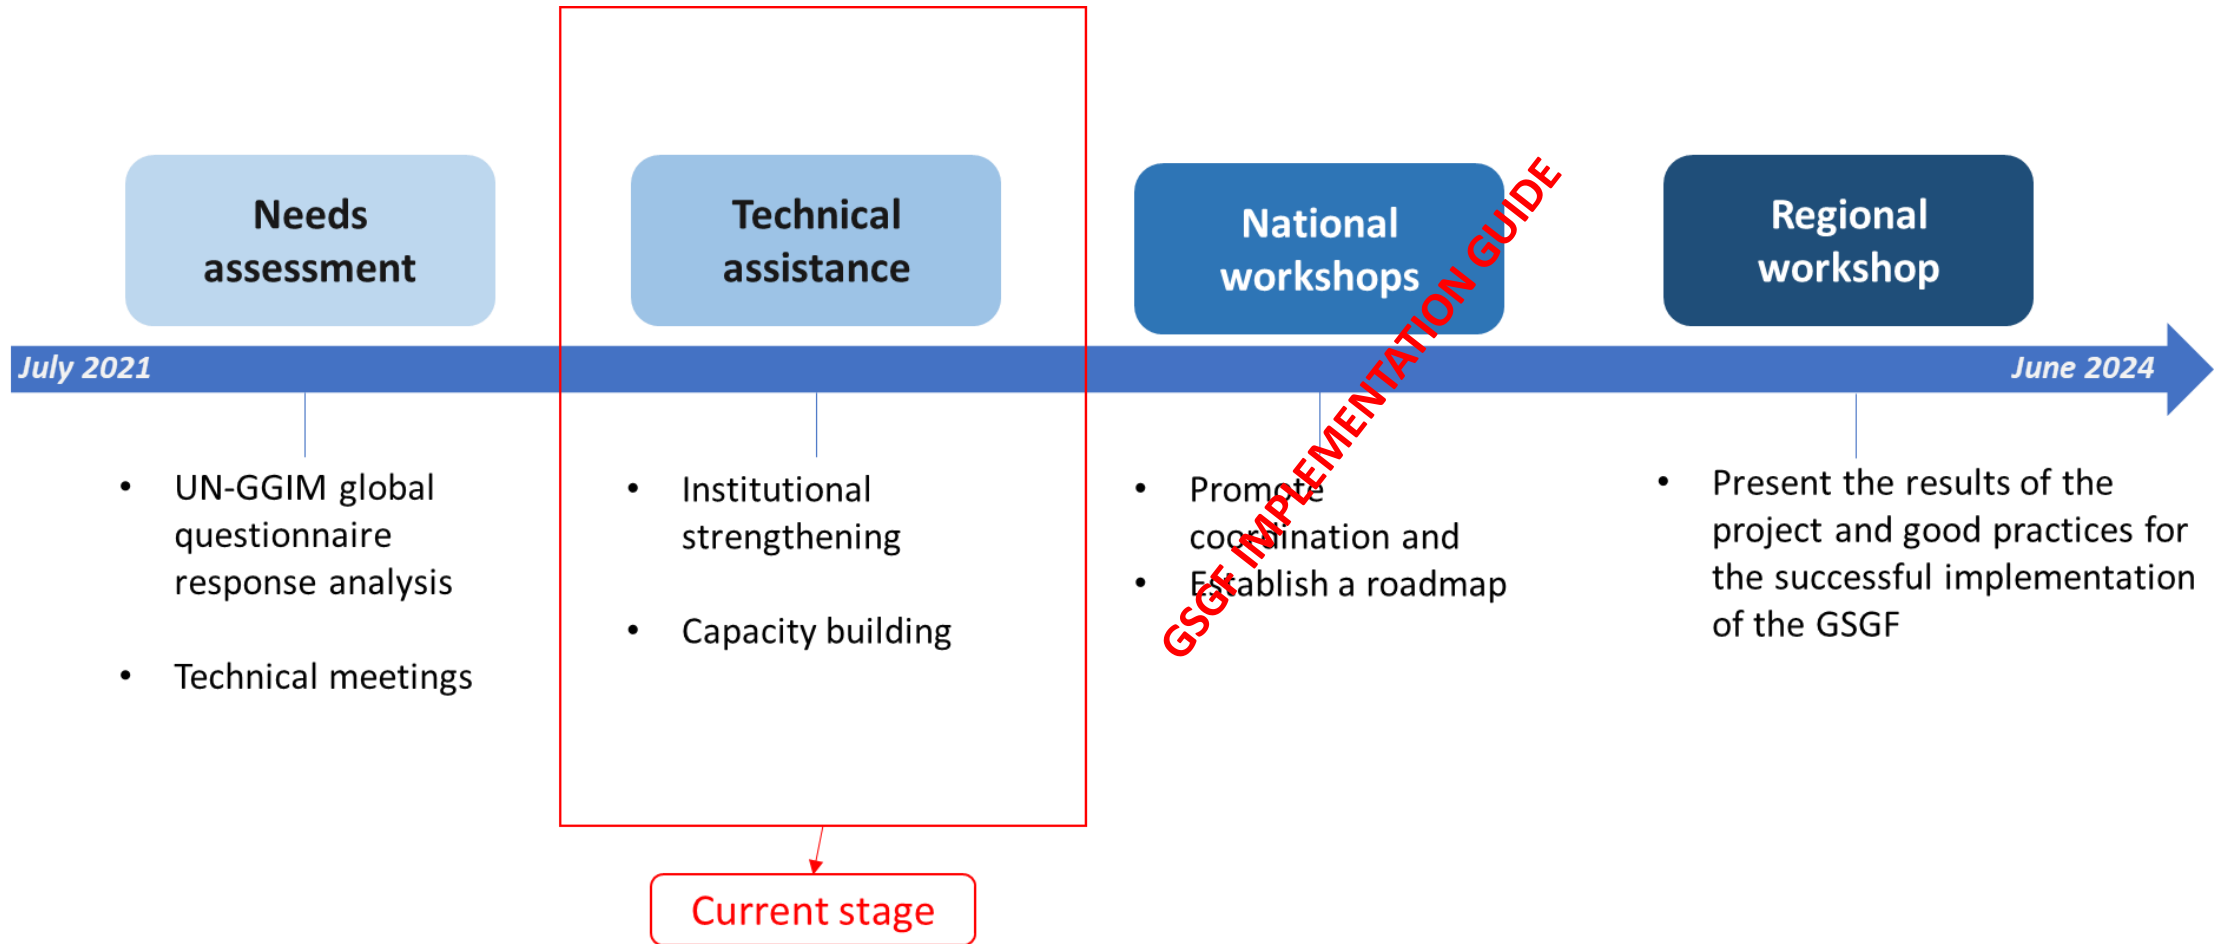 Needs
assessment
Technical
assistance
National
workshops
Regional
workshop
July 2021
June 2024
• UN-GGIM global
questionnaire
response analysis
• Technical meetings
• Institutional
strengthening
• Capacity building
• Promote
coordination and
• Establish a roadmap
GSGF IMPLEMENTATION GUIDE
• Present the results of the
project and good practices for
the successful implementation
of the GSGF
Current stage